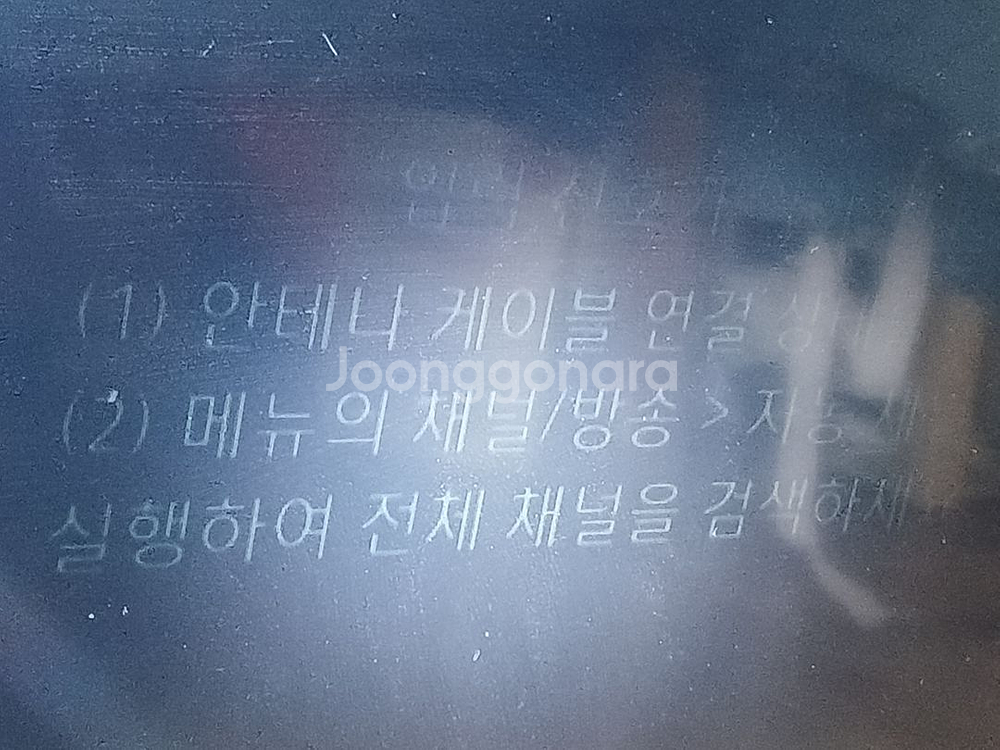 (1) 안테나 케이블 연결
Joonggonara
(2) 메뉴의 채널/방송 > 자동
실행하여 전체 채널을 검색하세